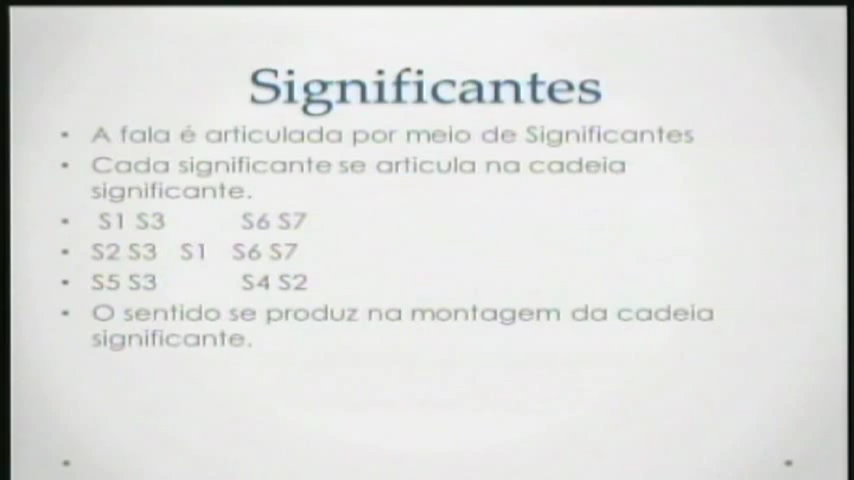 Significantes
• A fala é articulada por meio de Significantes
• Cada significante se articula na cadeia
significante.
• S1 S3 S6 S7
• S2 S3 S1 S6 S7
• S5 S3 S4 S2
• O sentido se produz na montagem da cadeia
significante.